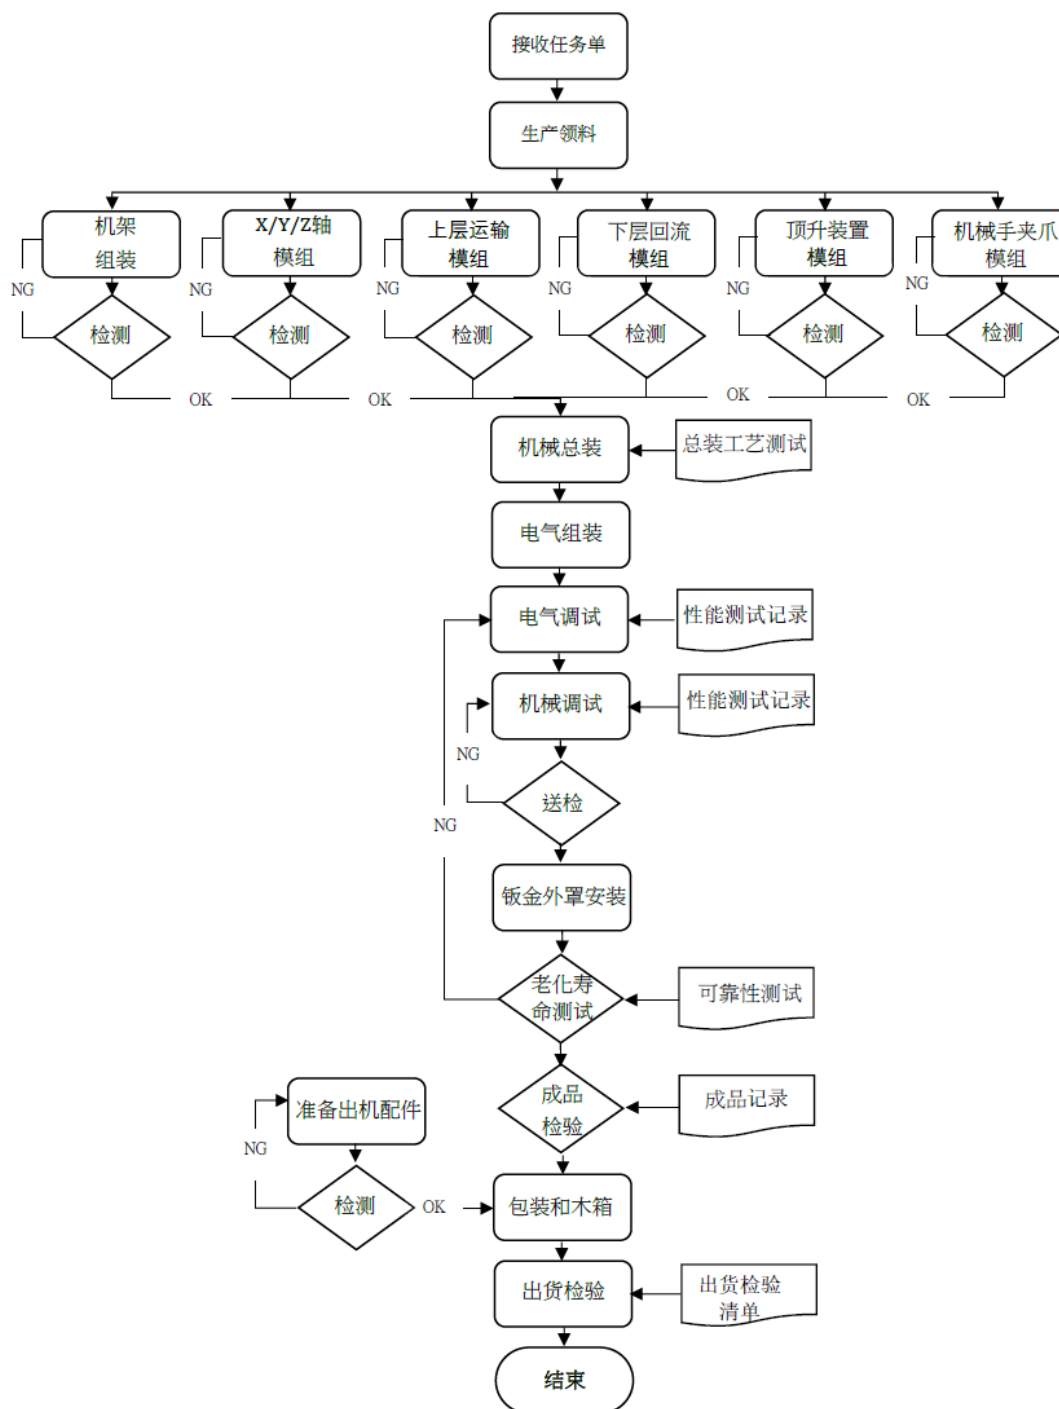 接收任务单
生产领料
机架
组装
X/Y/Z轴
模组
上层运输
模组
下层回流
模组
顶升装置
模组
机械手夹爪
模组
NG
NG
NG
NG
NG
NG
检测
检测
检测
检测
检测
检测
OK
OK
OK
OK
机械总装
总装工艺测试
电气组装
电气调试
性能测试记录
机械调试
性能测试记录
NG
送检
NG
钣金外罩安装
老化寿
命测试
可靠性测试
成品
检验
成品记录
准备出机配件
NG
检测
OK
包装和木箱
出货检验
出货检验
清单
结束